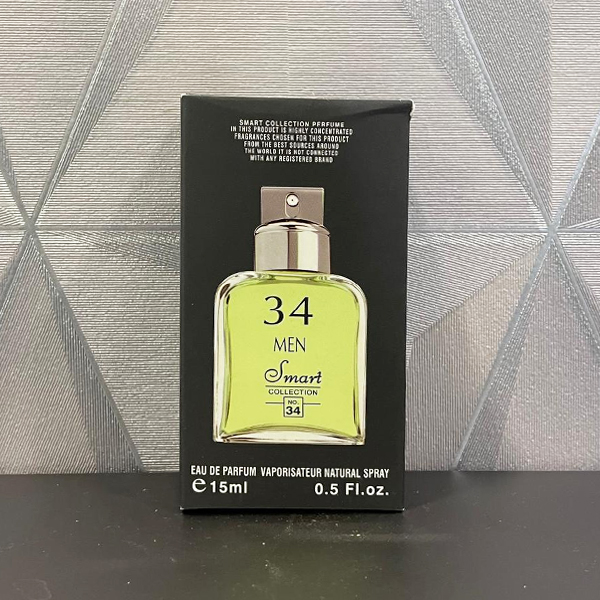 SMART COLLECTION PERFUME
IN THIS PRODUCT IS HIGHLY CONCENTRATED
FRAGRANCES CHOSEN FOR THIS PRODUCT
FROM THE BEST SOURCES AROUND
THE WORLD IT IS NOT CONNECTED
WITH ANY REGISTERED BRAND
34
MEN
Smart
COLLECTION
NO.
34
EAU DE PARFUM VAPORISATEUR NATURAL SPRAY
℮15ml 0.5 Fl.oz.